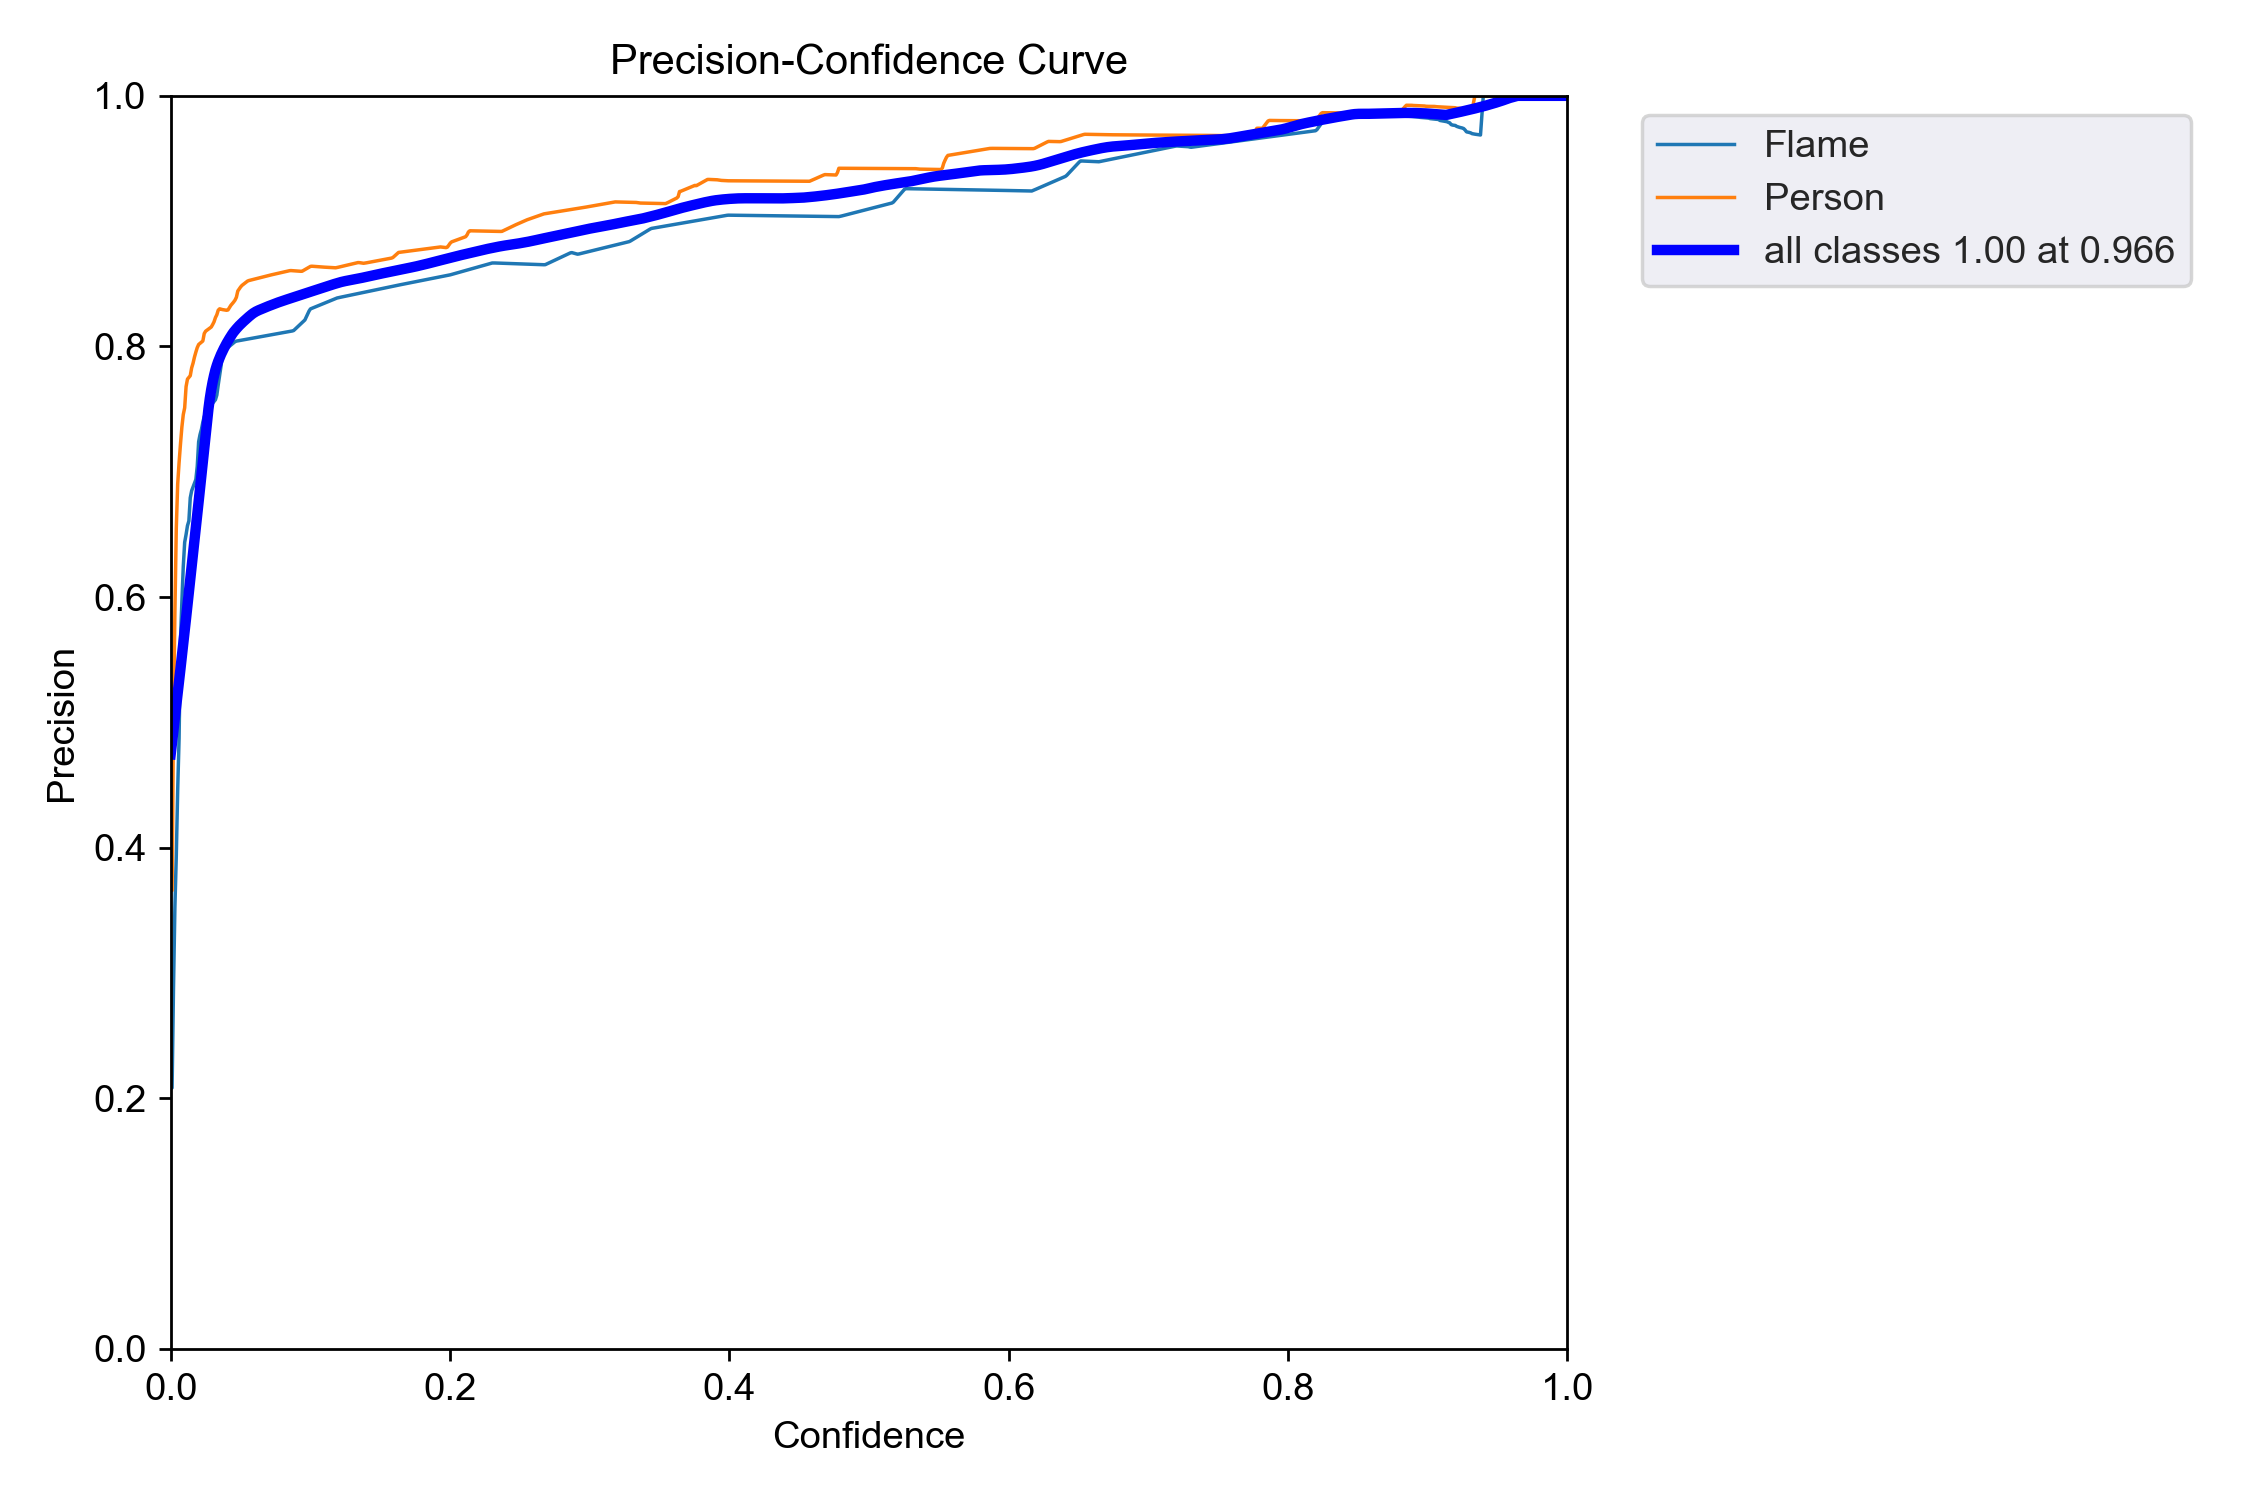 Precision-Confidence Curve
1.0
0.8
0.6
0.4
0.2
0.0
Precision
0.0 0.2 0.4 0.6 0.8 1.0
Confidence
Flame
Person
all classes 1.00 at 0.966